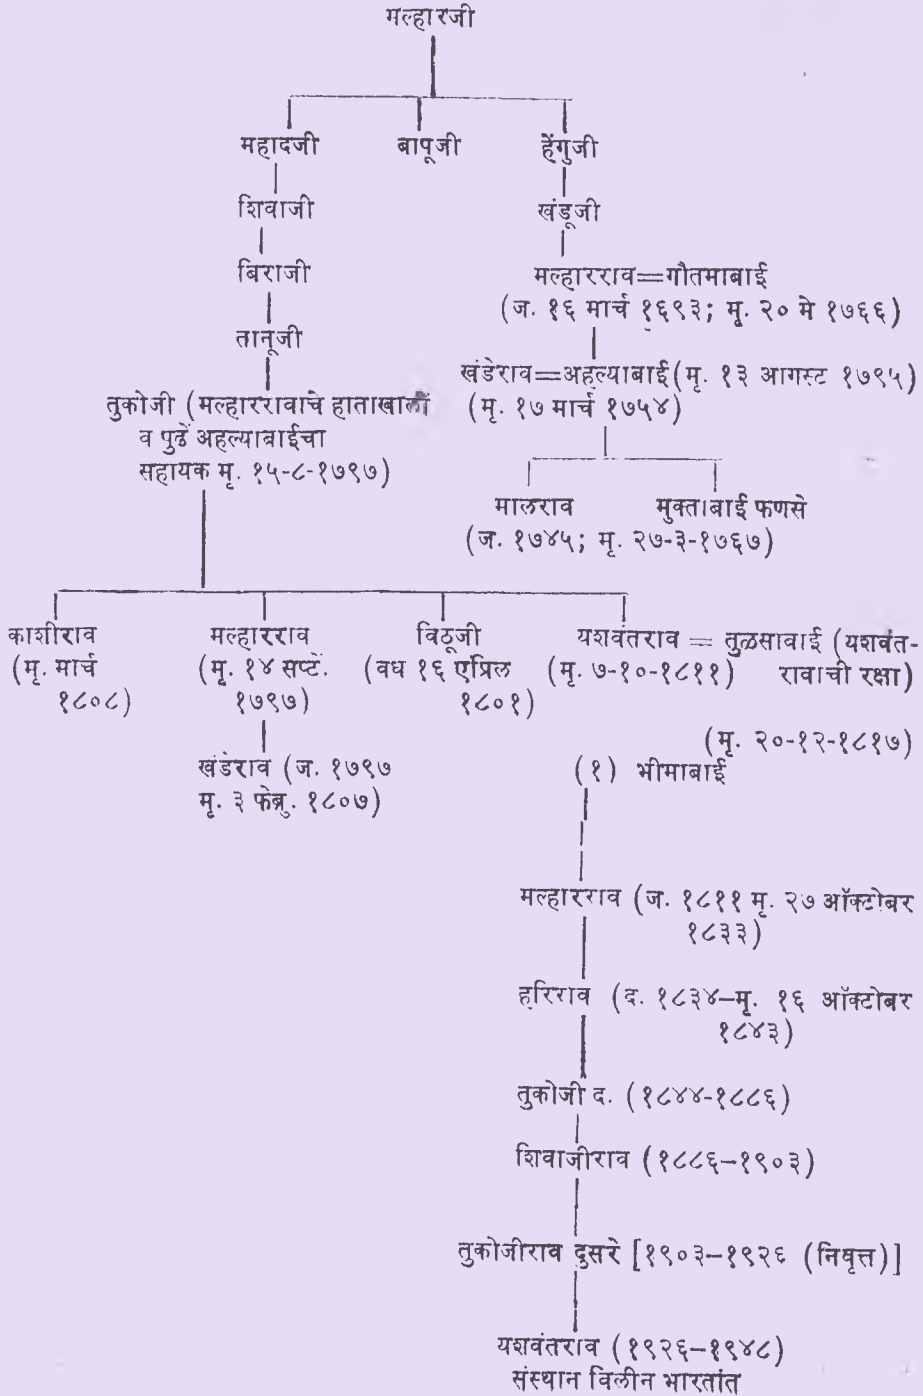 मल्हारजी
महादजी बापूजी हेंगुजी
शिवाजी खंडूजी
बिराजी मल्हारराव=गौतमाबाई
(ज. १६ मार्च १६९३; मृ. २० मे १७६६)
तानूजी
खंडेराव=अहल्याबाई (मृ. १३ आगस्ट १७९५)
(मृ. १७ मार्च १७५४)
तुकोजी (मल्हाररावाचे हाताखालीं
व पुढें अहल्याबाईचा
सहायक मृ. १५-८-१७९७)
मालराव मुक्ताबाई फणसे
(ज. १७४५; मृ. २७-३-१७६७)
काशीराव मल्हारराव विठूजी यशवंतराव = तुळसाबाई (यशवंत-
(मृ. मार्च (मृ. १४ सप्टें. (वध १६ एप्रिल (मृ. ७-१०-१८११) रावाची रक्षा)
१८०८) १७९७) १८०१)
(मृ. २०-१२-१८१७)
खंडेराव (ज. १७९७ (१) भीमाबाई
मृ. ३ फेब्रु. १८०७)
मल्हारराव (ज. १८११ मृ. २७ ऑक्टोबर
१८३३)
हरिराव (द. १८३४–मृ. १६ ऑक्टोबर
१८४३)
तुकोजी द. (१८४४-१८८६)
शिवाजीराव (१८८६–१९०३)
तुकोजीराव दुसरे [१९०३–१९२६ (निवृत्त)]
यशवंतराव (१९२६–१९४८)
संस्थान विलीन भारतांत